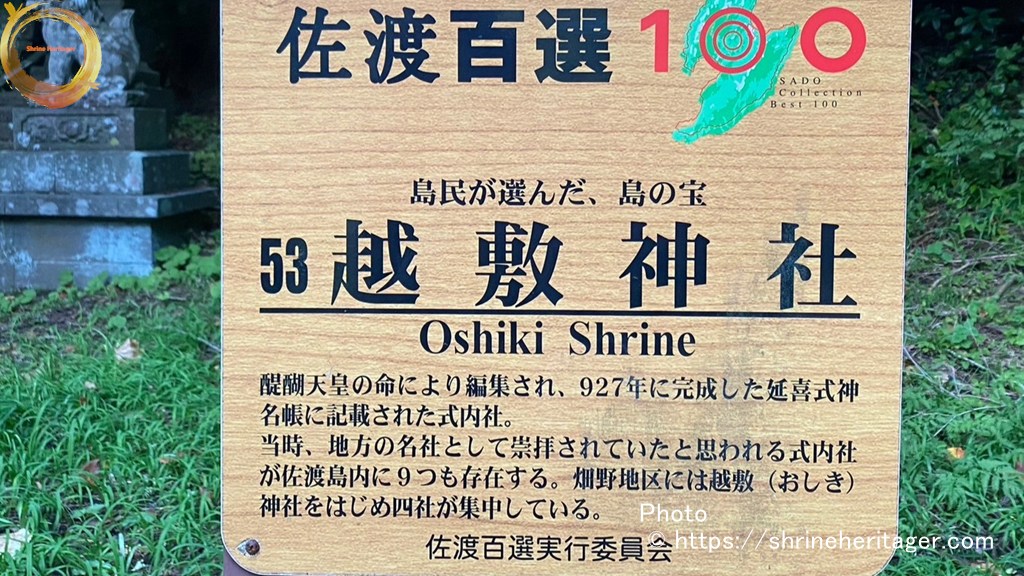 Shrine Heritager
佐渡百選 100
SADO
Collection
Best 100
島民が選んだ、島の宝
53 越敷神社
Oshiki Shrine
醍醐天皇の命により編集され、927年に完成した延喜式神
名帳に記載された式内社。
当時、地方の名社として崇拝されていたと思われる式内社
が佐渡島内に９つも存在する。畑野地区には越敷（おしき）
神社をはじめ四社が集中している。
佐渡百選実行委員会
Photo
© https://shrineheritager.com